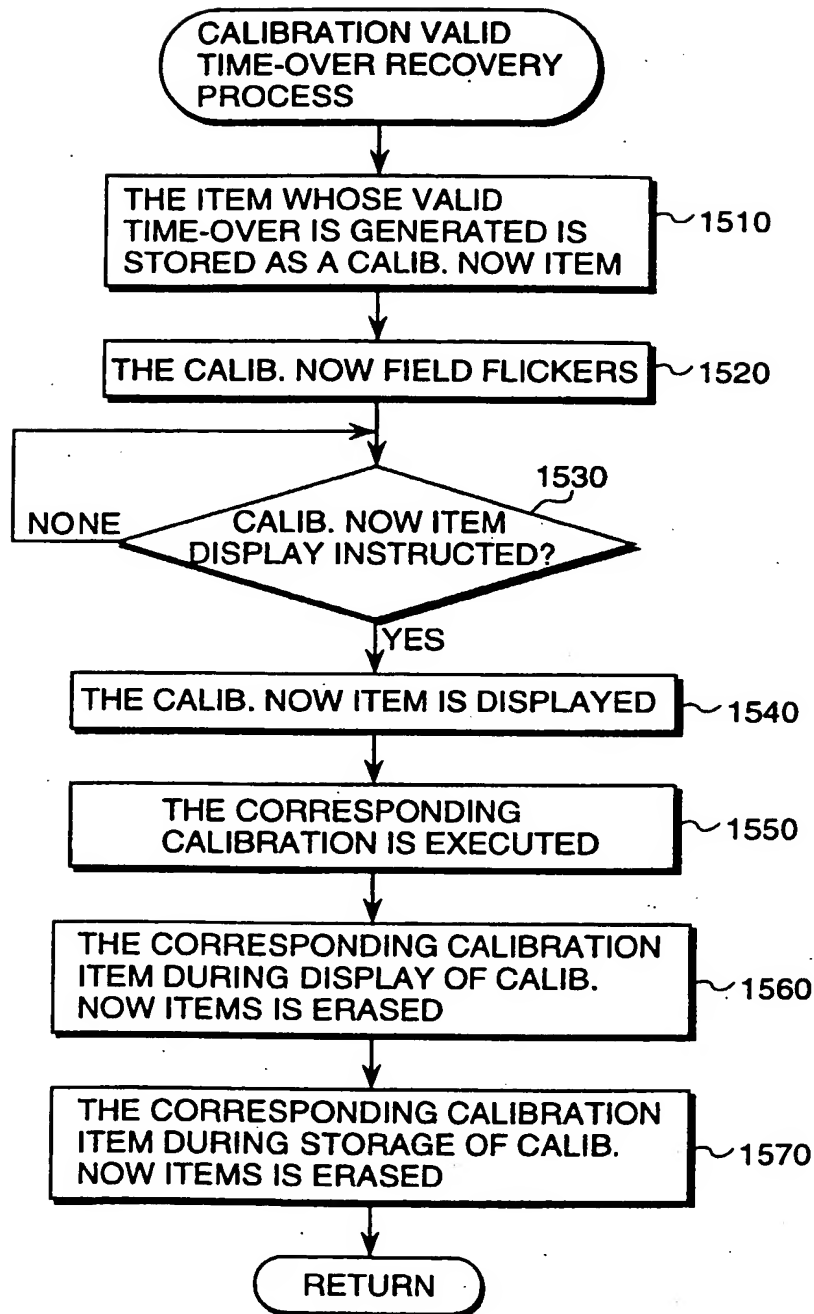 CALIBRATION VALID
TIME-OVER RECOVERY
PROCESS
THE ITEM WHOSE VALID
TIME-OVER IS GENERATED IS
STORED AS A CALIB. NOW ITEM
1510
THE CALIB. NOW FIELD FLICKERS
1520
1530
NONE
CALIB. NOW ITEM
DISPLAY INSTRUCTED?
YES
THE CALIB. NOW ITEM IS DISPLAYED
1540
THE CORRESPONDING
CALIBRATION IS EXECUTED
1550
THE CORRESPONDING CALIBRATION
ITEM DURING DISPLAY OF CALIB.
NOW ITEMS IS ERASED
1560
THE CORRESPONDING CALIBRATION
ITEM DURING STORAGE OF CALIB.
NOW ITEMS IS ERASED
1570
RETURN